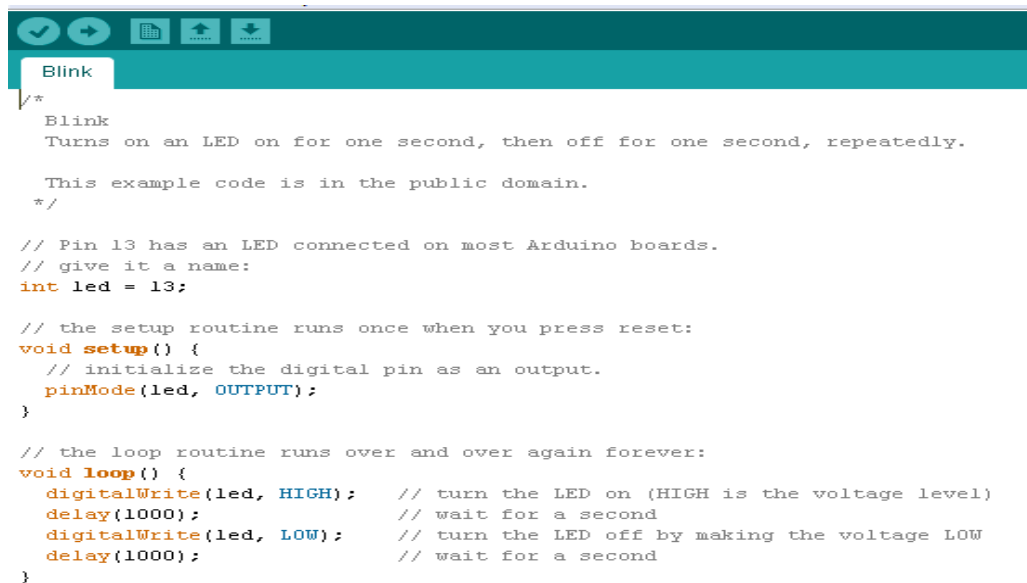 Blink
/*
  Blink
  Turns on an LED on for one second, then off for one second, repeatedly.

  This example code is in the public domain.
 */

// Pin 13 has an LED connected on most Arduino boards.
// give it a name:
int led = 13;

// the setup routine runs once when you press reset:
void setup() {
  // initialize the digital pin as an output.
  pinMode(led, OUTPUT);
}

// the loop routine runs over and over again forever:
void loop() {
  digitalWrite(led, HIGH);   // turn the LED on (HIGH is the voltage level)
  delay(1000);               // wait for a second
  digitalWrite(led, LOW);    // turn the LED off by making the voltage LOW
  delay(1000);               // wait for a second
}